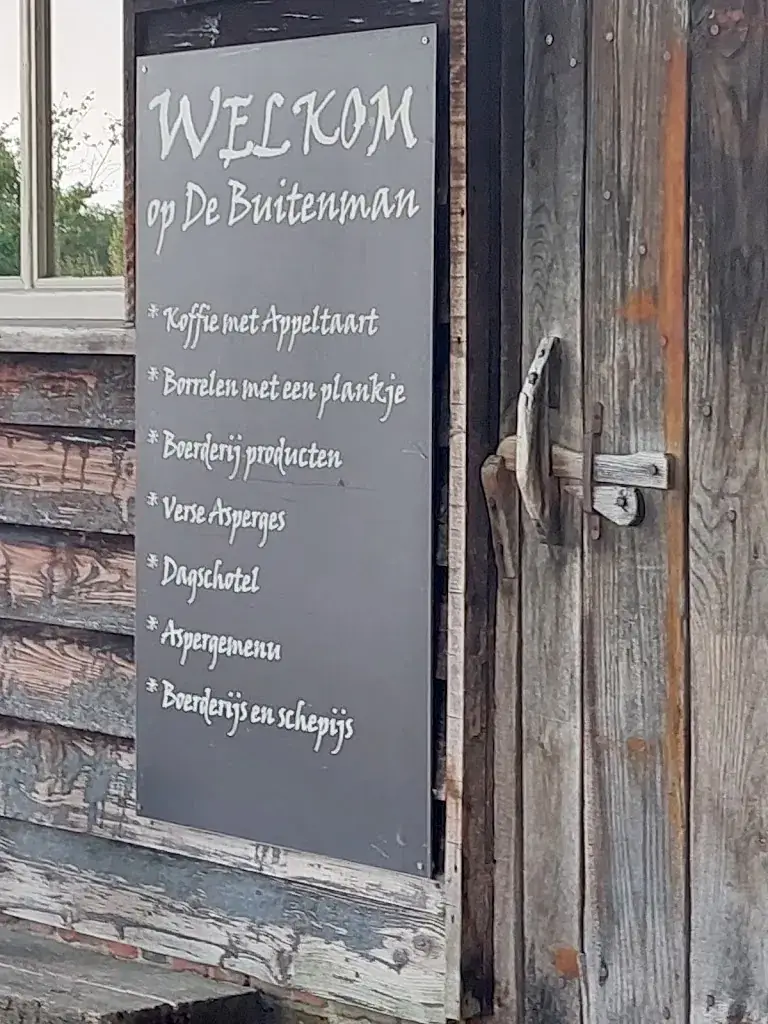 WELKOM
op De Buitenman
* Koffie met Appeltaart
* Borrelen met een plankje
* Boerderij producten
* Verse Asperges
* Dagschotel
* Aspergemenu
* Boerderijs en schepijs